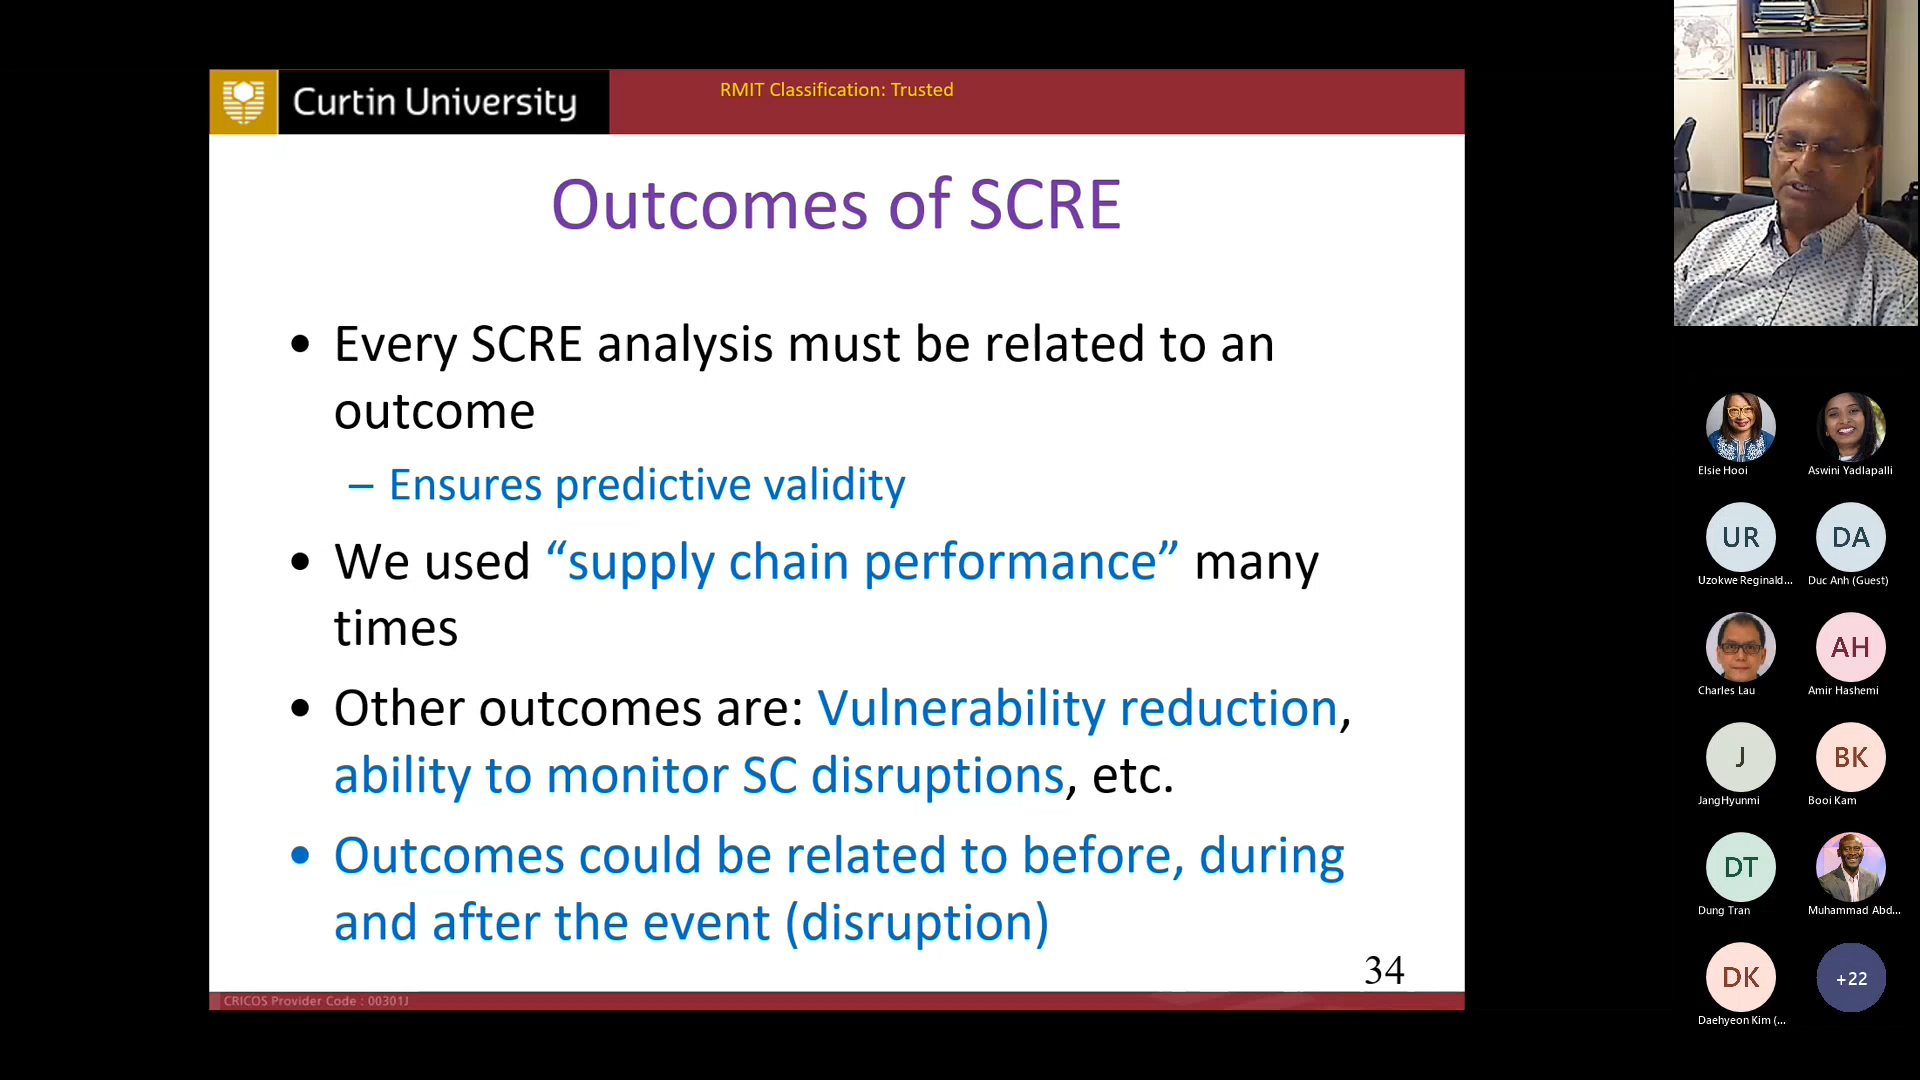 Curtin University
RMIT Classification: Trusted
Outcomes of SCRE
• Every SCRE analysis must be related to an
outcome
– Ensures predictive validity
• We used “supply chain performance” many
times
• Other outcomes are: Vulnerability reduction,
ability to monitor SC disruptions, etc.
• Outcomes could be related to before, during
and after the event (disruption)
34
CRICOS Provider Code : 00301J
Elsie Hooi
Aswini Yadlapalli
UR
DA
Uzokwe Reginald...
Duc Anh (Guest)
AH
Charles Lau
Amir Hashemi
J
BK
JangHyunmi
Booi Kam
DT
Dung Tran
Muhammad Abd...
DK
+22
Daehyeon Kim (...